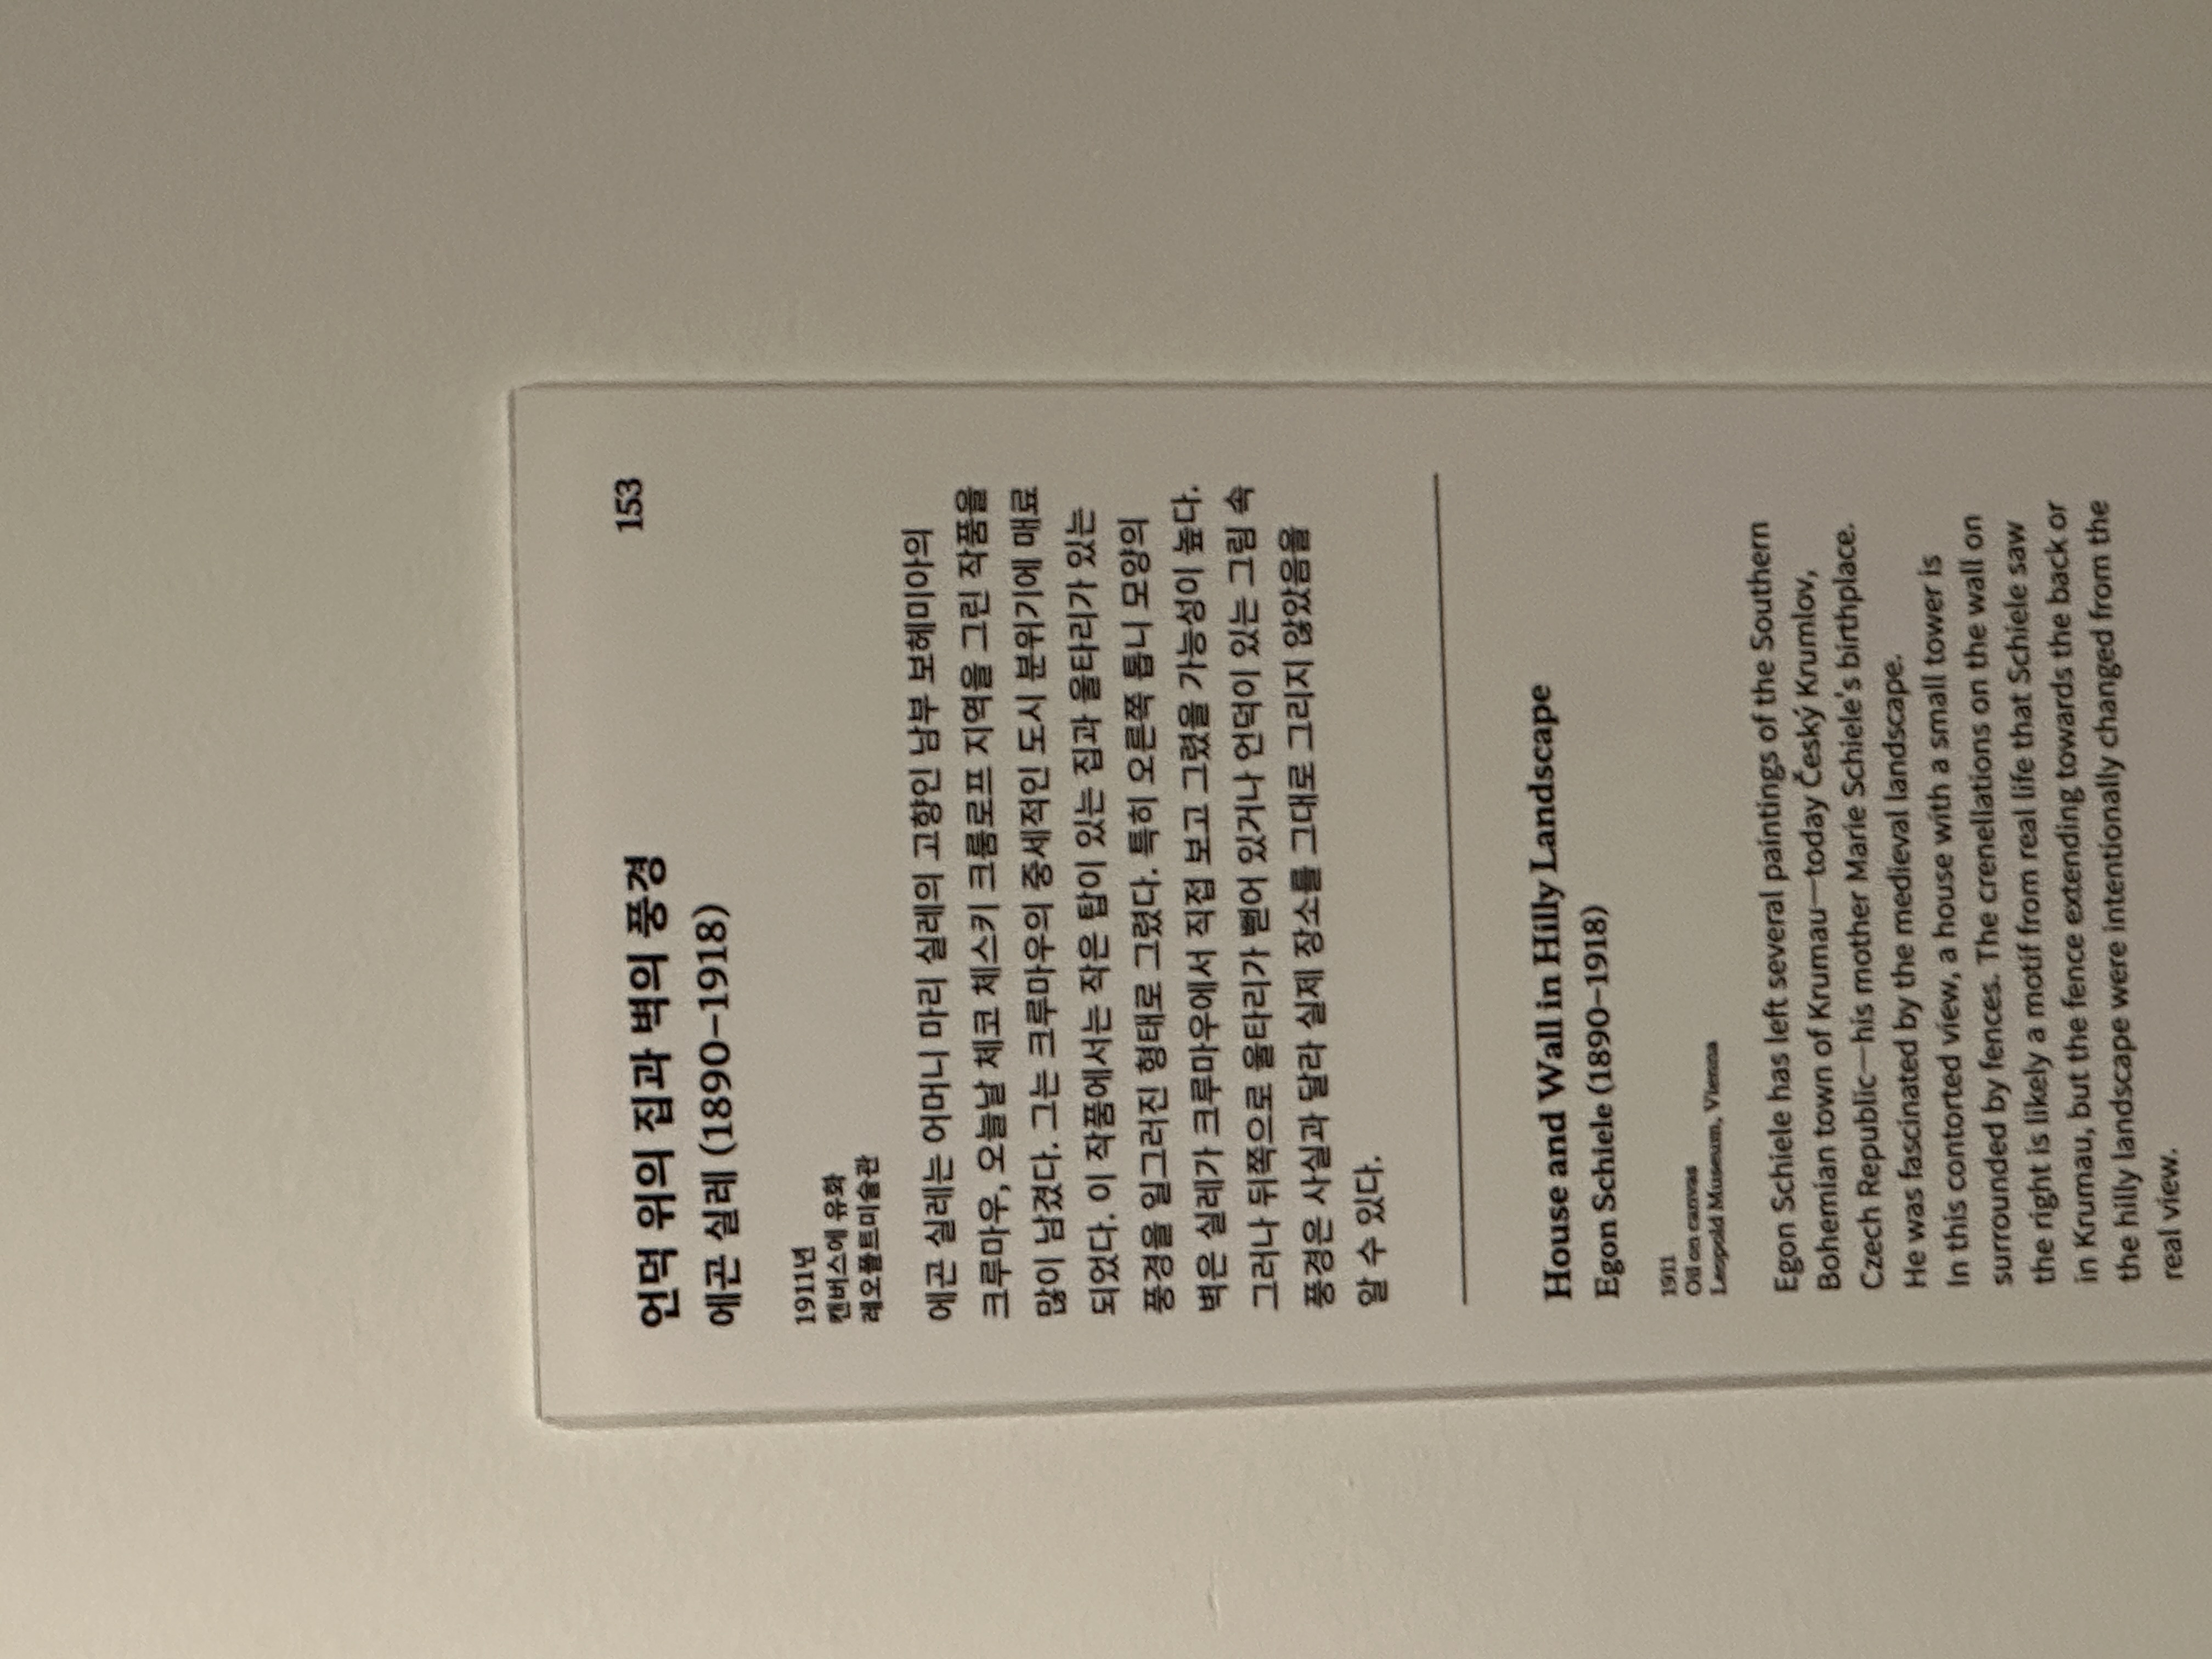 언덕 위의 집과 벽의 풍경 153
에곤 실레 (1890–1918)
1911년
캔버스에 유화
레오폴트미술관
에곤 실레는 어머니 마리 실레의 고향인 남부 보헤미아의
크루마우, 오늘날 체코 체스키 크룸로프 지역을 그린 작품을
많이 남겼다. 그는 크루마우의 중세적인 도시 분위기에 매료
되었다. 이 작품에서는 작은 탑이 있는 집과 울타리가 있는
풍경을 일그러진 형태로 그렸다. 특히 오른쪽 톱니 모양의
벽은 실레가 크루마우에서 직접 보고 그렸을 가능성이 높다.
그러나 뒤쪽으로 울타리가 뻗어 있거나 언덕이 있는 그림 속
풍경은 사실과 달라 실제 장소를 그대로 그리지 않았음을
알 수 있다.
House and Wall in Hilly Landscape
Egon Schiele (1890–1918)
1911
Oil on canvas
Leopold Museum, Vienna
Egon Schiele has left several paintings of the Southern
Bohemian town of Krumau—today Český Krumlov,
Czech Republic—his mother Marie Schiele's birthplace.
He was fascinated by the medieval landscape.
In this contorted view, a house with a small tower is
surrounded by fences. The crenellations on the wall on
the right is likely a motif from real life that Schiele saw
in Krumau, but the fence extending towards the back or
the hilly landscape were intentionally changed from the
real view.